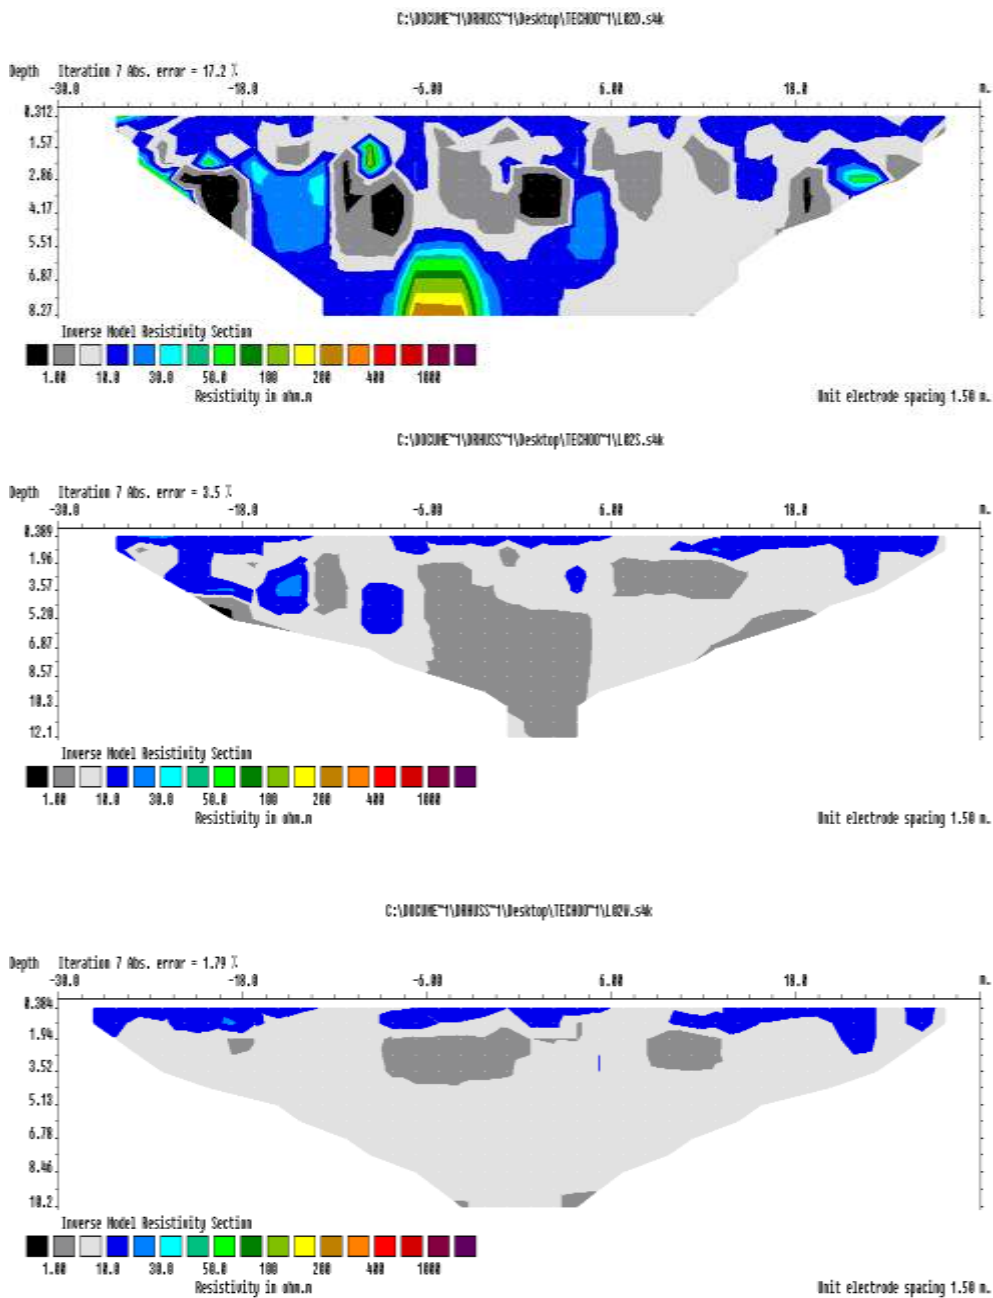 C:\DOCUME~1\DRHUSS~1\Desktop\TECHOO~1\L02D.s4k
Depth Iteration 7 Abs. error = 17.2 %
-30.0 -18.0 -6.00 6.00 18.0 m.
0.312
1.57
2.86
4.17
5.51
6.87
8.27
Inverse Model Resistivity Section
1.00 10.0 30.0 50.0 100 200 400 1000
Resistivity in ohm.m
Unit electrode spacing 1.50 m.
C:\DOCUME~1\DRHUSS~1\Desktop\TECHOO~1\L02S.s4k
Depth Iteration 7 Abs. error = 3.5 %
-30.0 -18.0 -6.00 6.00 18.0 m.
0.389
1.96
3.57
5.20
6.87
8.57
10.3
12.1
Inverse Model Resistivity Section
1.00 10.0 30.0 50.0 100 200 400 1000
Resistivity in ohm.m
Unit electrode spacing 1.50 m.
C:\DOCUME~1\DRHUSS~1\Desktop\TECHOO~1\L02W.s4k
Depth Iteration 7 Abs. error = 1.79 %
-30.0 -18.0 -6.00 6.00 18.0 m.
0.384
1.94
3.52
5.13
6.78
8.46
10.2
Inverse Model Resistivity Section
1.00 10.0 30.0 50.0 100 200 400 1000
Resistivity in ohm.m
Unit electrode spacing 1.50 m.